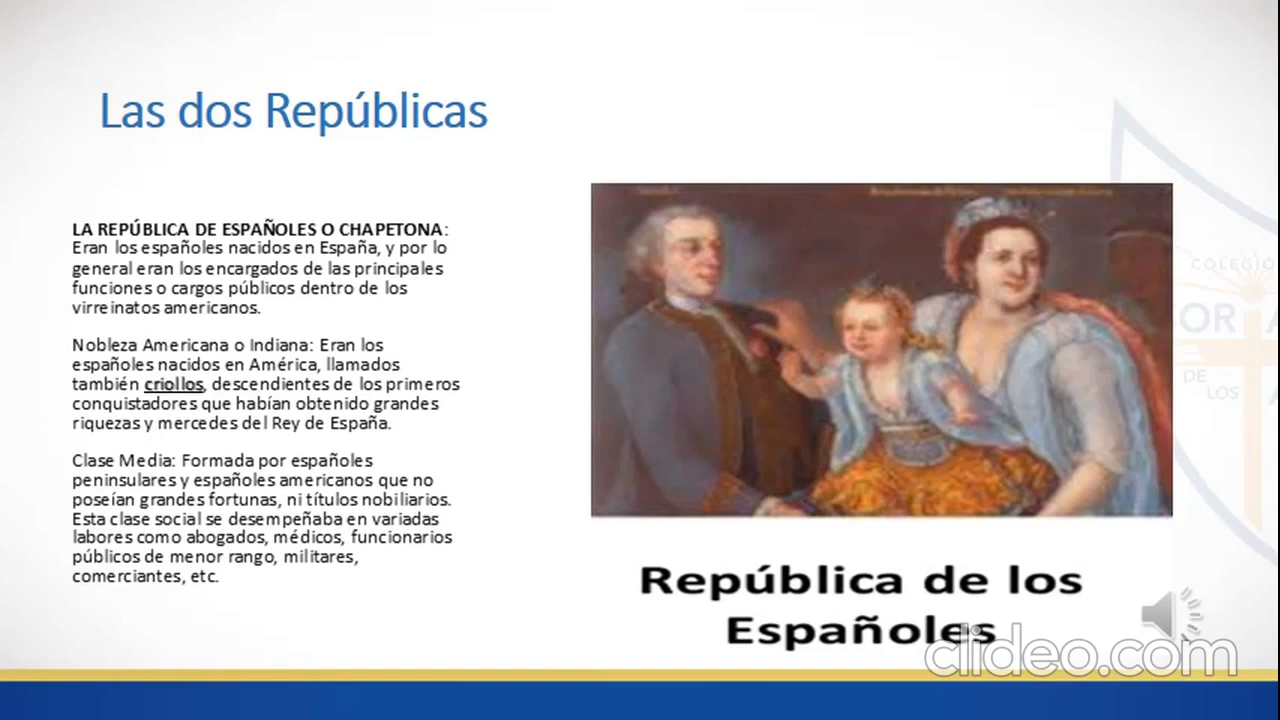 Las dos Repúblicas
LA REPÚBLICA DE ESPAÑOLES O CHAPETONA:
Eran los españoles nacidos en España, y por lo
general eran los encargados de las principales
funciones o cargos públicos dentro de los
virreinatos americanos.
Nobleza Americana o Indiana: Eran los
españoles nacidos en América, llamados
también criollos, descendientes de los primeros
conquistadores que habían obtenido grandes
riquezas y mercedes del Rey de España.
Clase Media: Formada por españoles
peninsulares y españoles americanos que no
poseían grandes fortunas, ni títulos nobiliarios.
Esta clase social se desempeñaba en variadas
labores como abogados, médicos, funcionarios
públicos de menor rango, militares,
comerciantes, etc.
República de los
Españoles
COLEGIO
DE
LOS
clideo.com